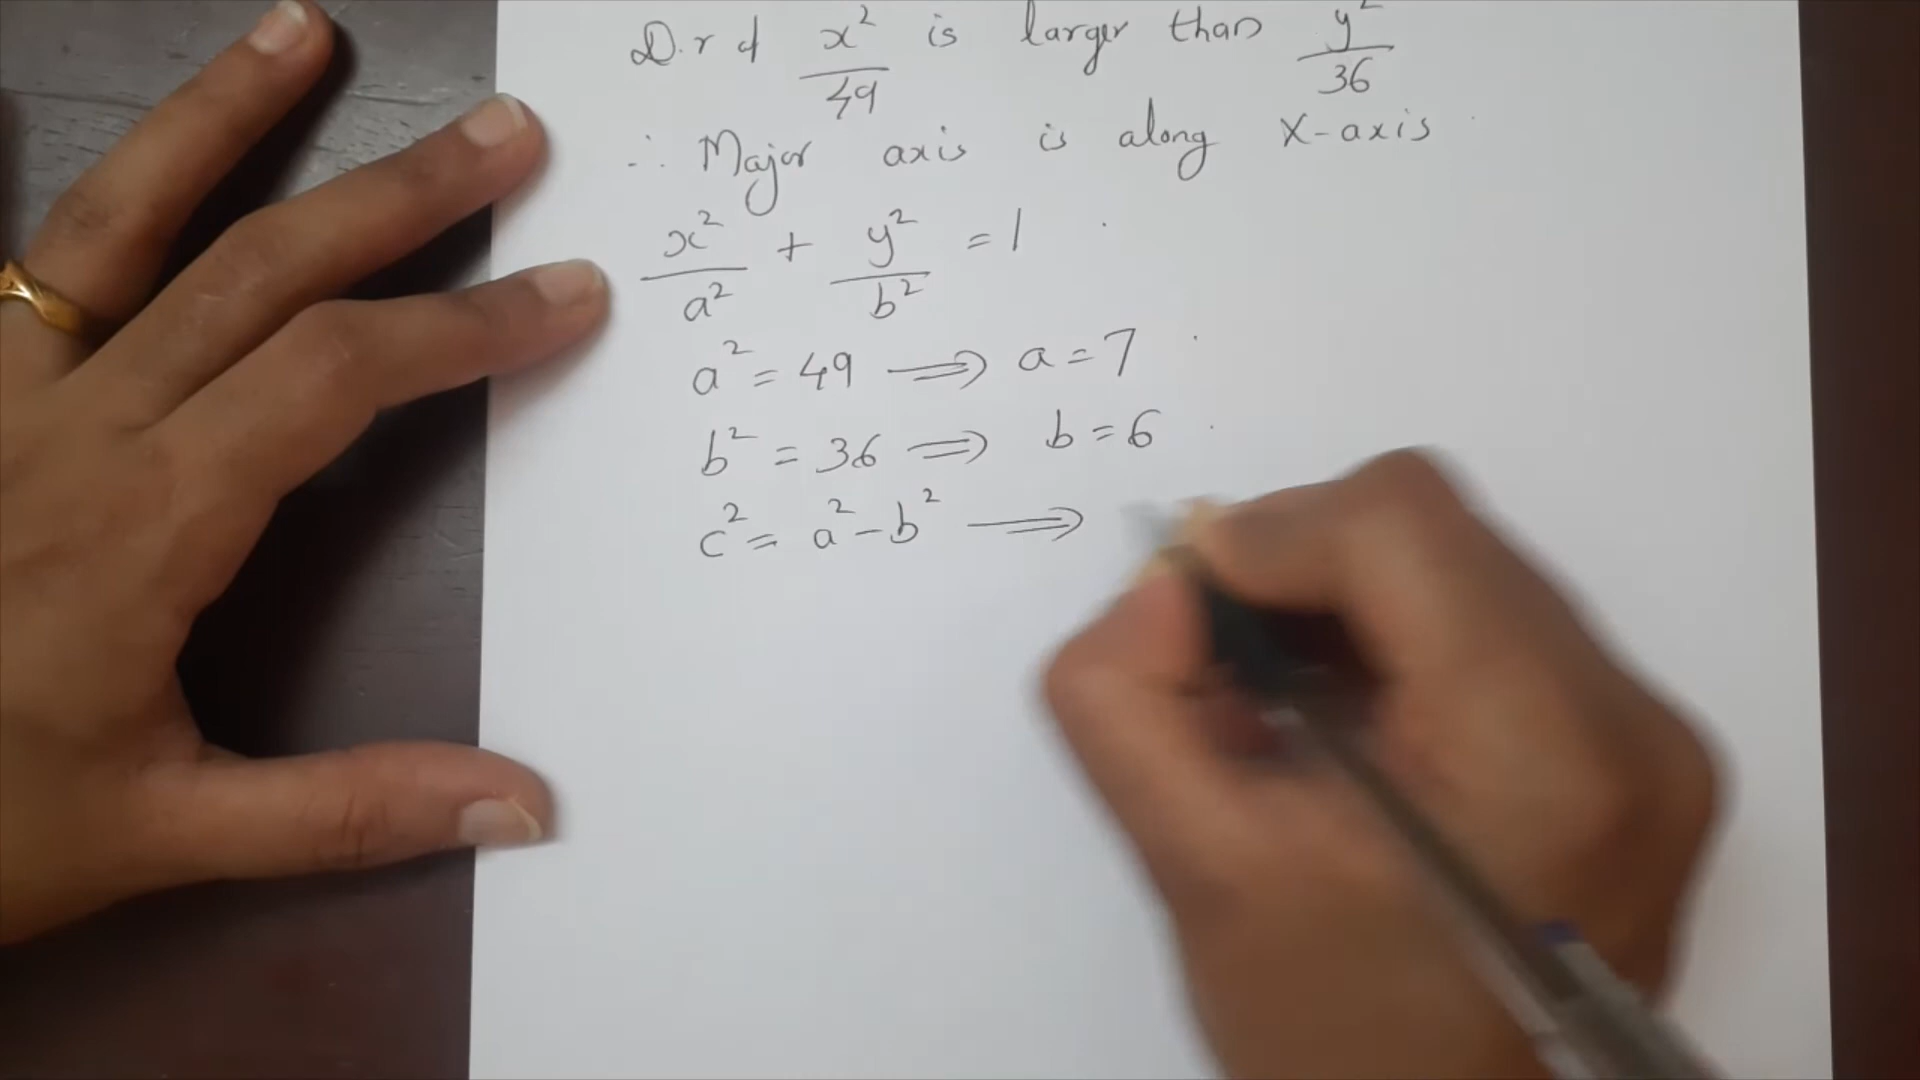 D.r of x²/49 is larger than y²/36
∴ Major axis is along X-axis
x²/a² + y²/b² = 1
a² = 49 ⟹ a = 7
b² = 36 ⟹ b = 6
c² = a² - b² ⟹